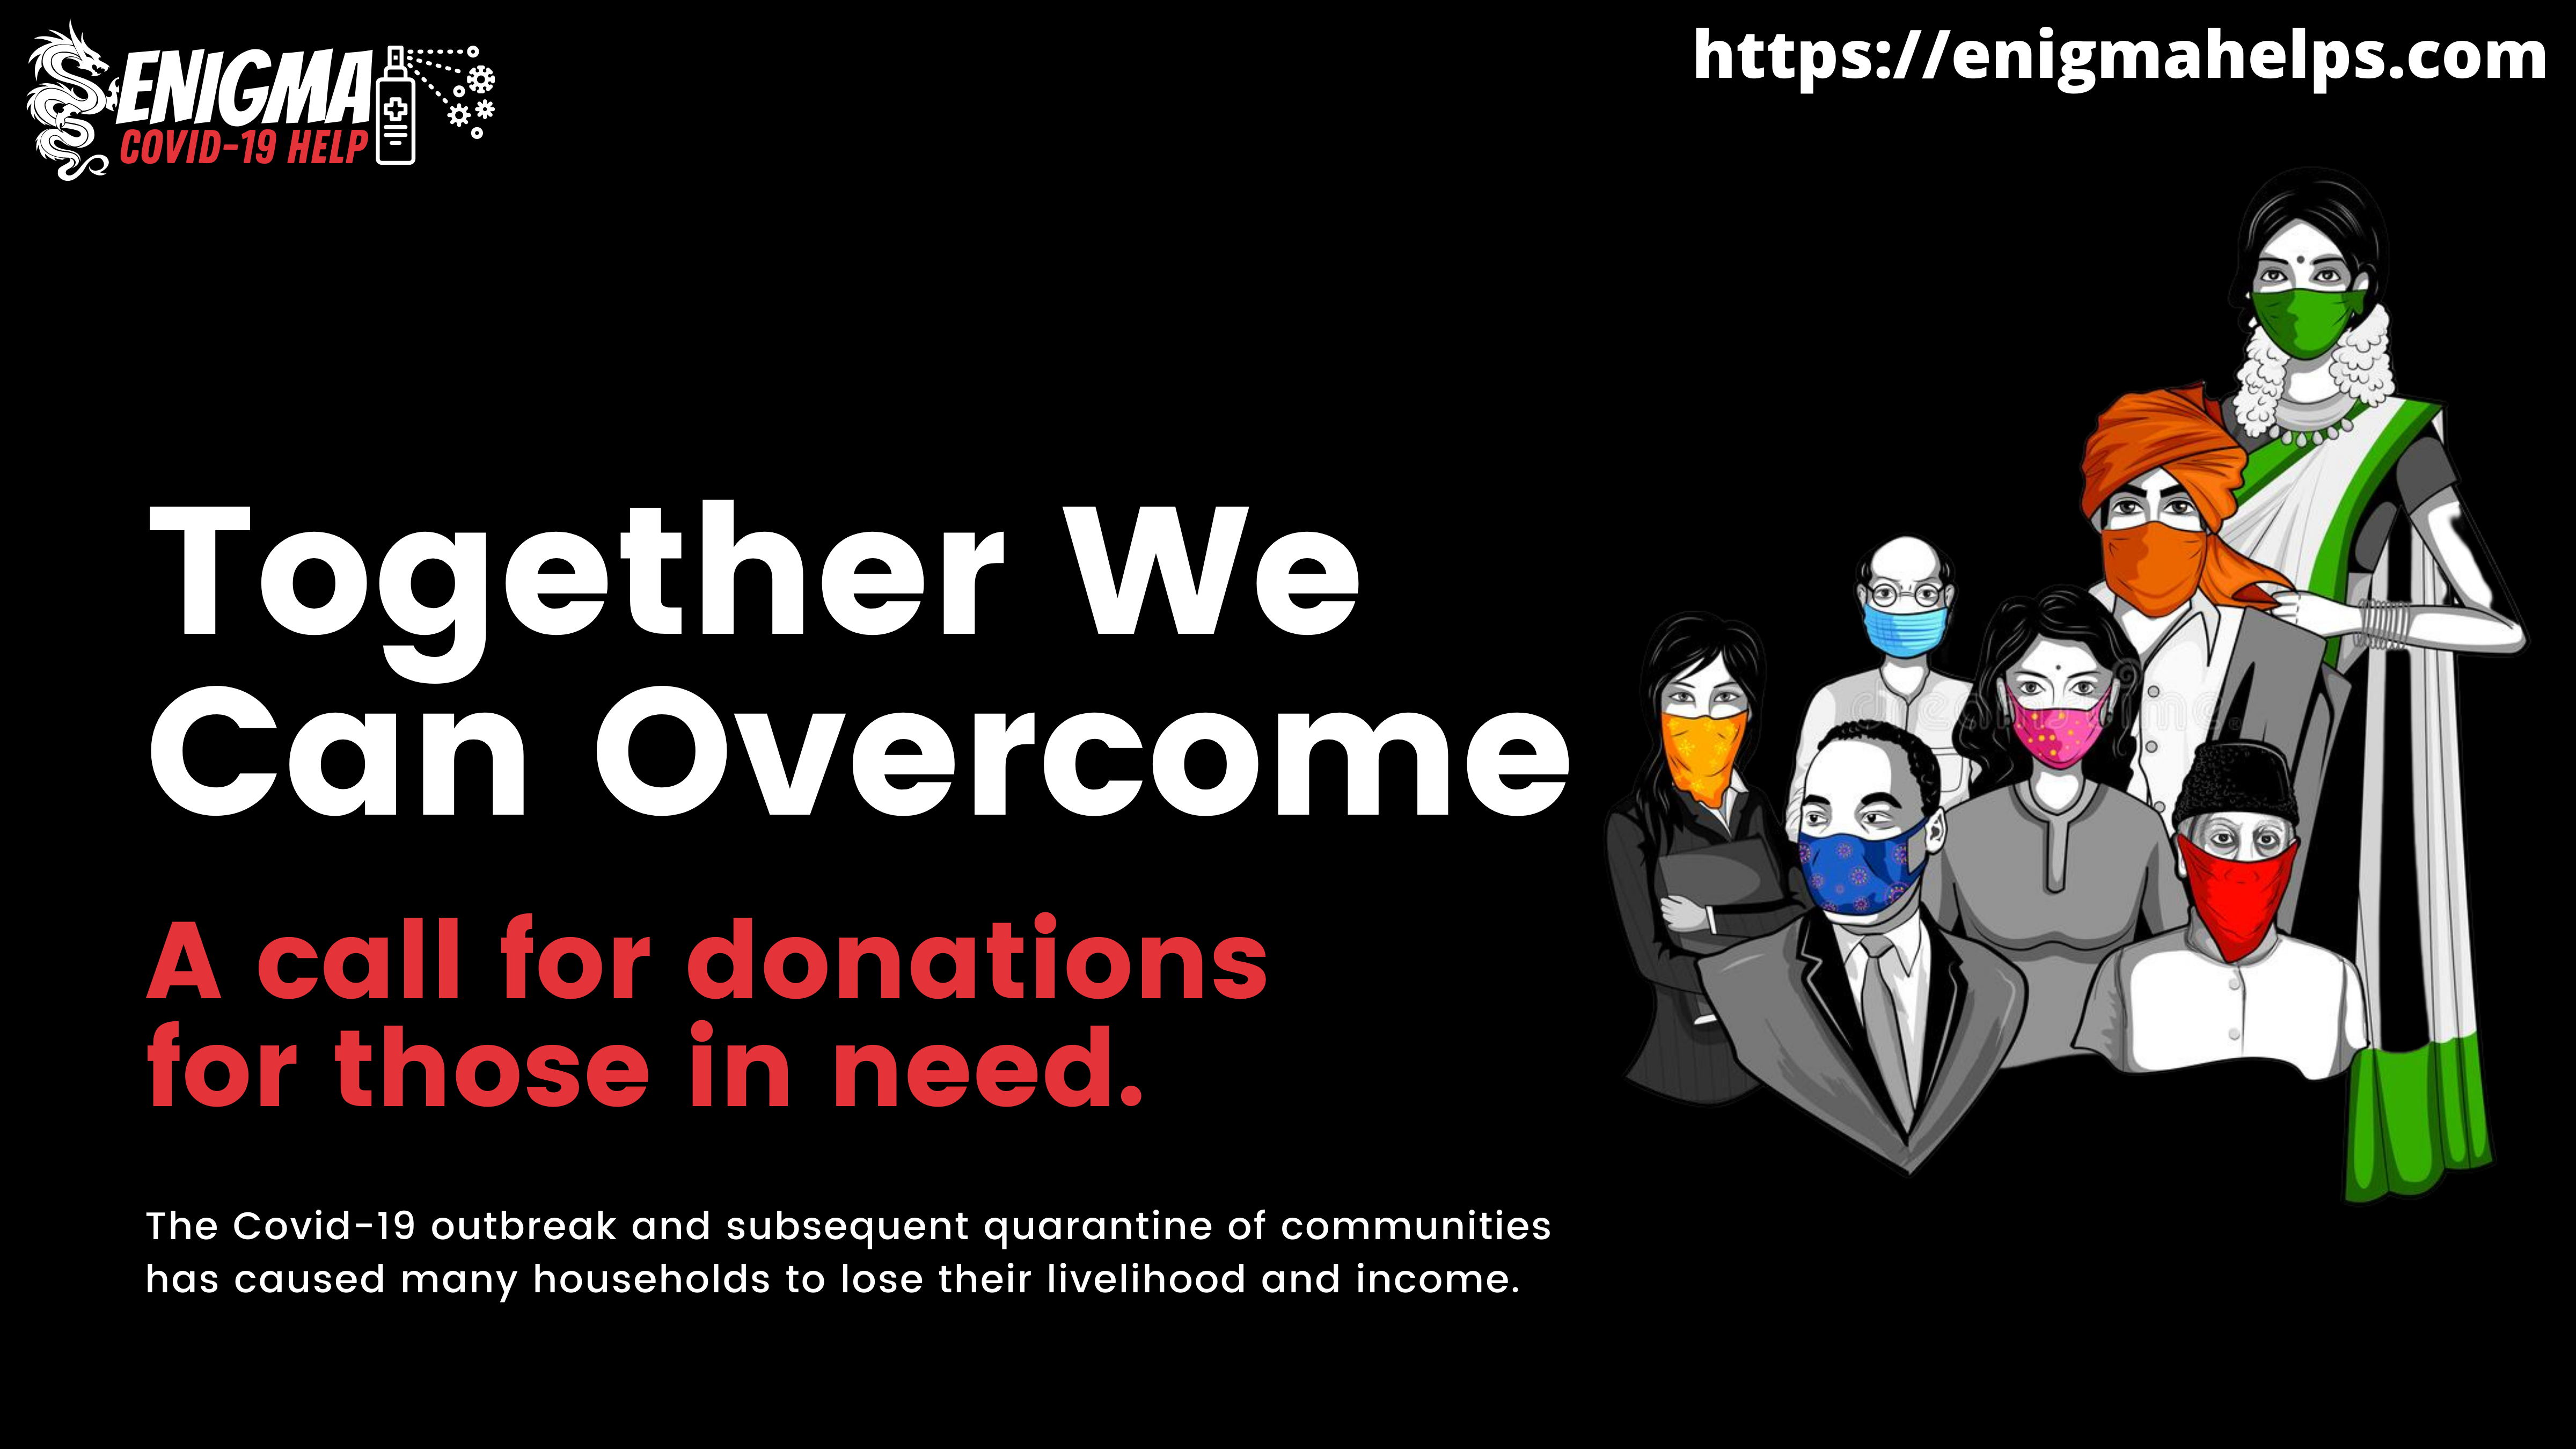 ENIGMA
COVID-19 HELP
https://enigmahelps.com
Together We
Can Overcome
A call for donations
for those in need.
The Covid-19 outbreak and subsequent quarantine of communities
has caused many households to lose their livelihood and income.
dreamstime